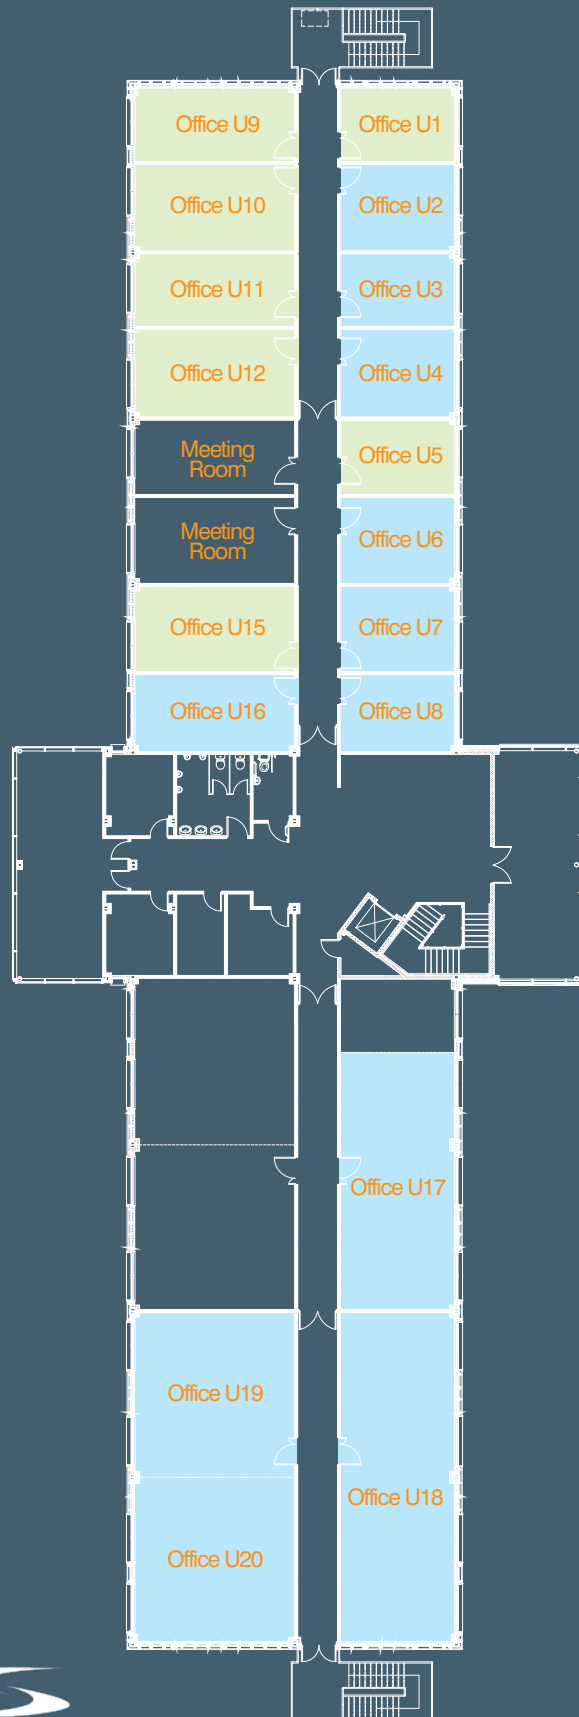 Office U9
Office U1
Office U10
Office U2
Office U11
Office U3
Office U12
Office U4
Meeting
Room
Office U5
Meeting
Room
Office U6
Office U15
Office U7
Office U16
Office U8
Office U17
Office U19
Office U18
Office U20